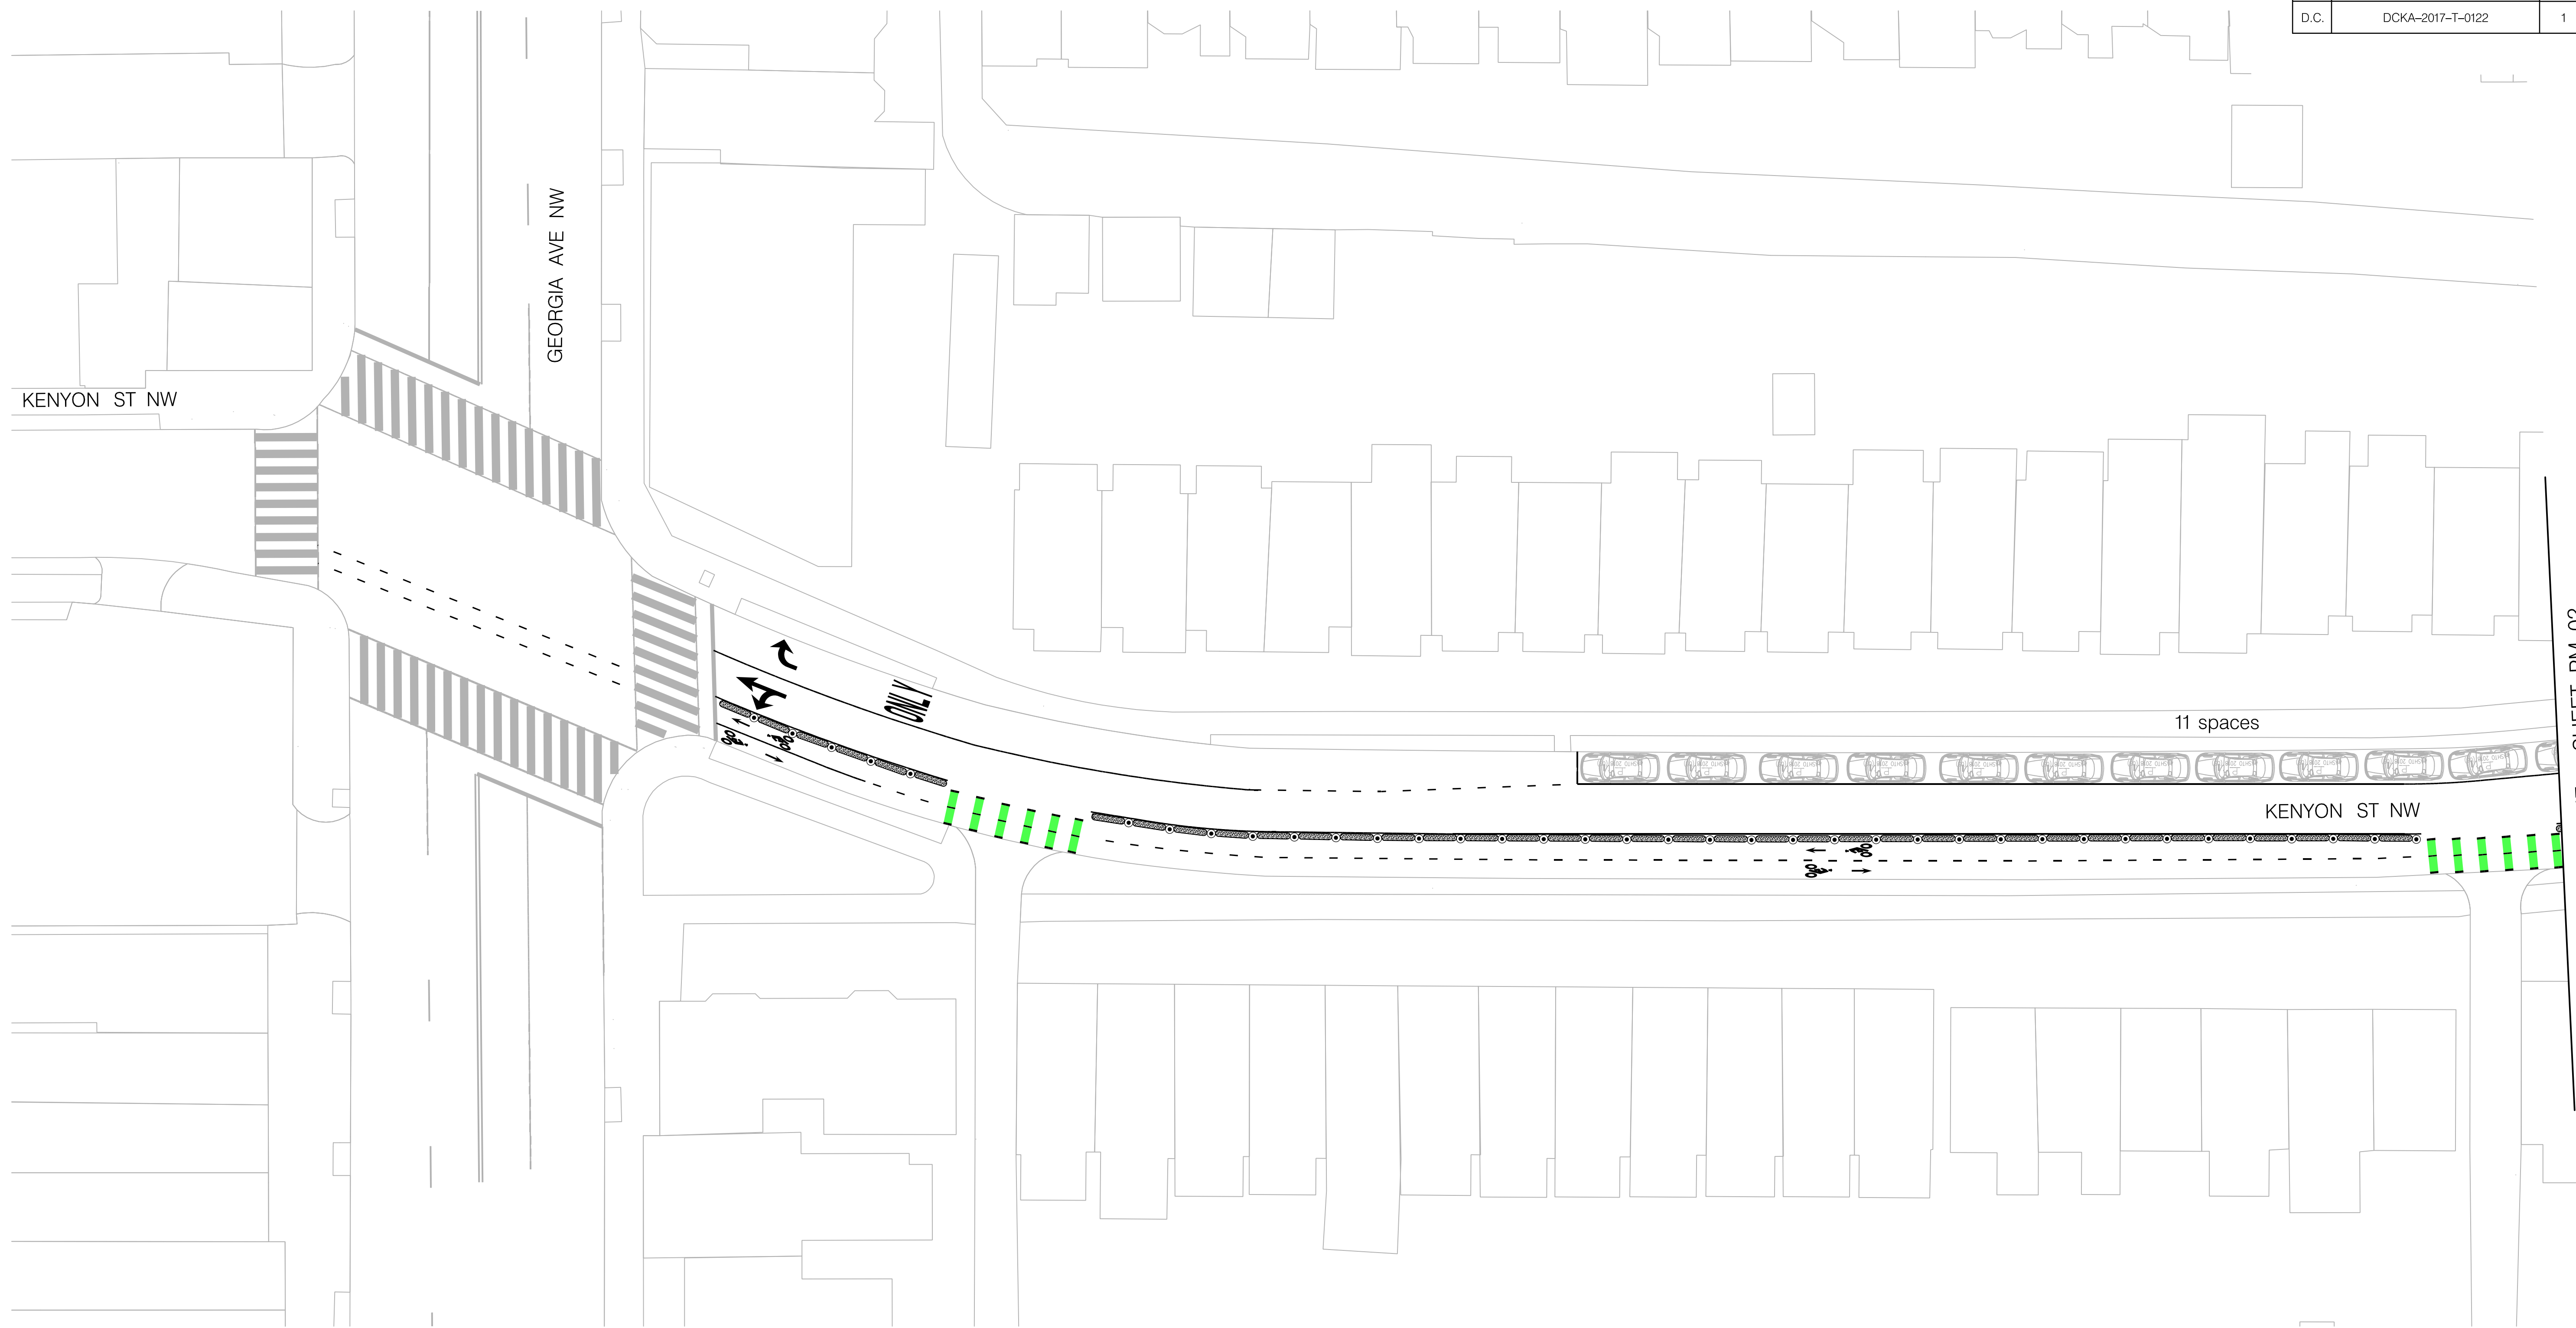 D.C. DCKA–2017–T–0122 1
GEORGIA AVE NW
KENYON ST NW
ONLY
11 spaces
KENYON ST NW